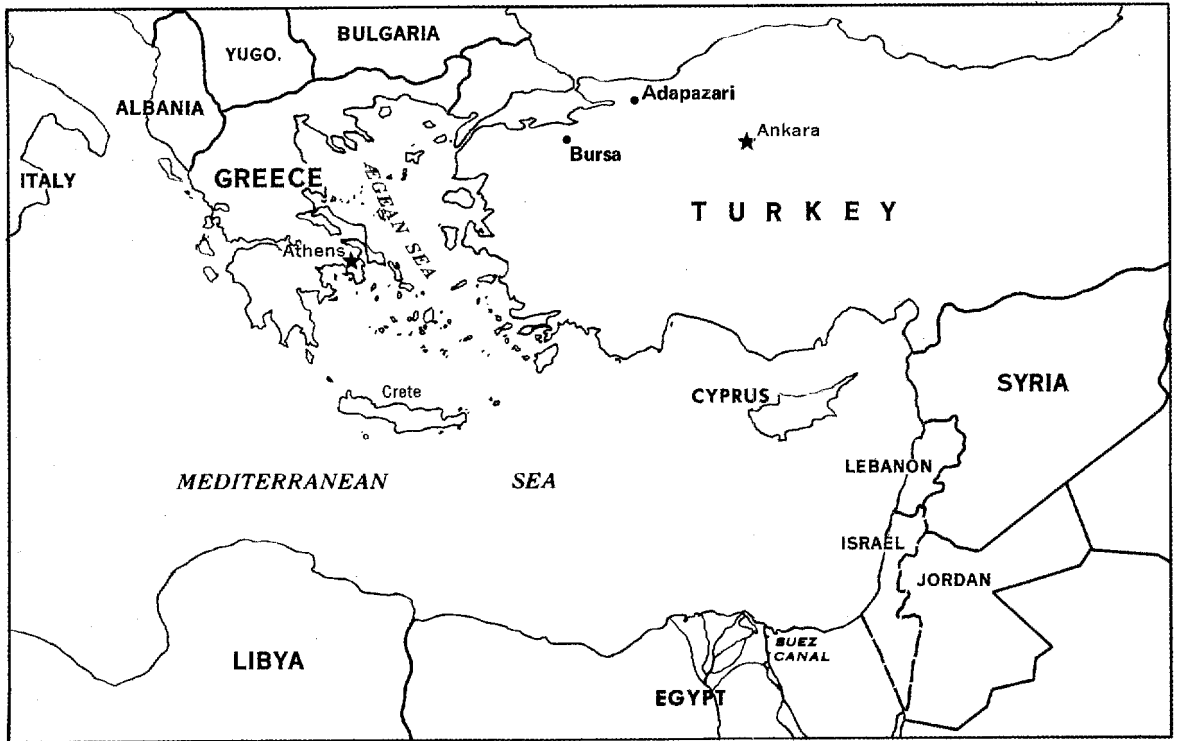 BULGARIA
YUGO.
ALBANIA
Adapazari
Ankara
Bursa
ITALY
GREECE
ÆGEAN SEA
TURKEY
Athens
SYRIA
Crete
CYPRUS
LEBANON
MEDITERRANEAN SEA
ISRAEL
JORDAN
SUEZ
CANAL
LIBYA
EGYPT